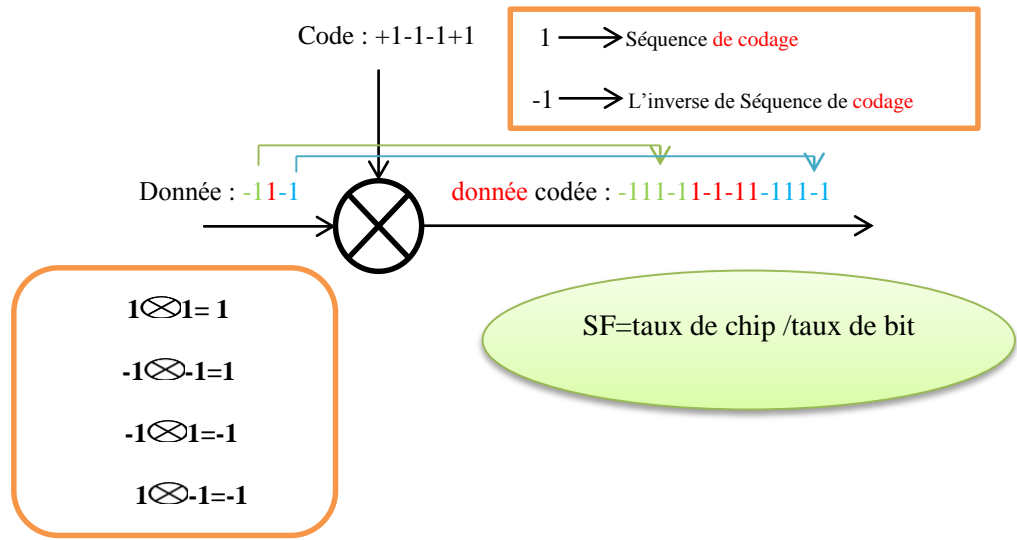 Code : +1-1-1+1
1 Séquence de codage
-1 L’inverse de Séquence de codage
Donnée : -11-1
donnée codée : -111-11-1-11-111-1
1⊗1= 1
-1⊗-1=1
-1⊗1=-1
1⊗-1=-1
SF=taux de chip /taux de bit